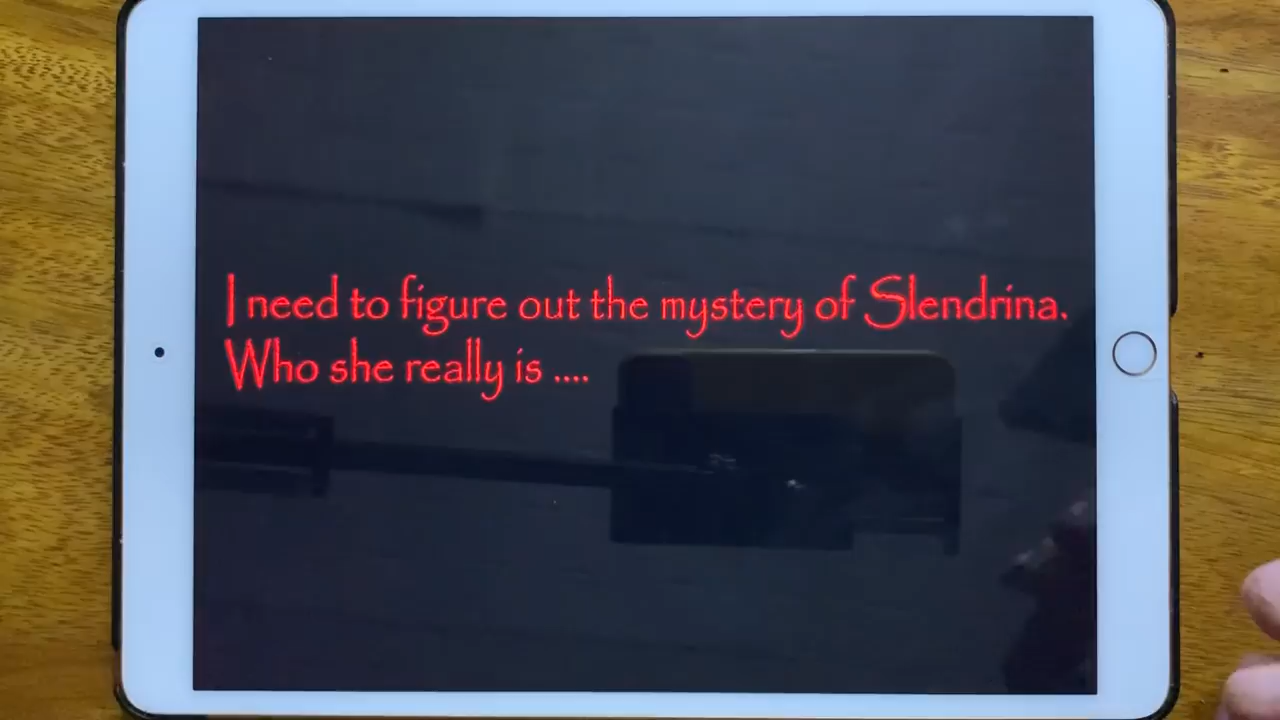 I need to figure out the mystery of Slendrina.
Who she really is ....